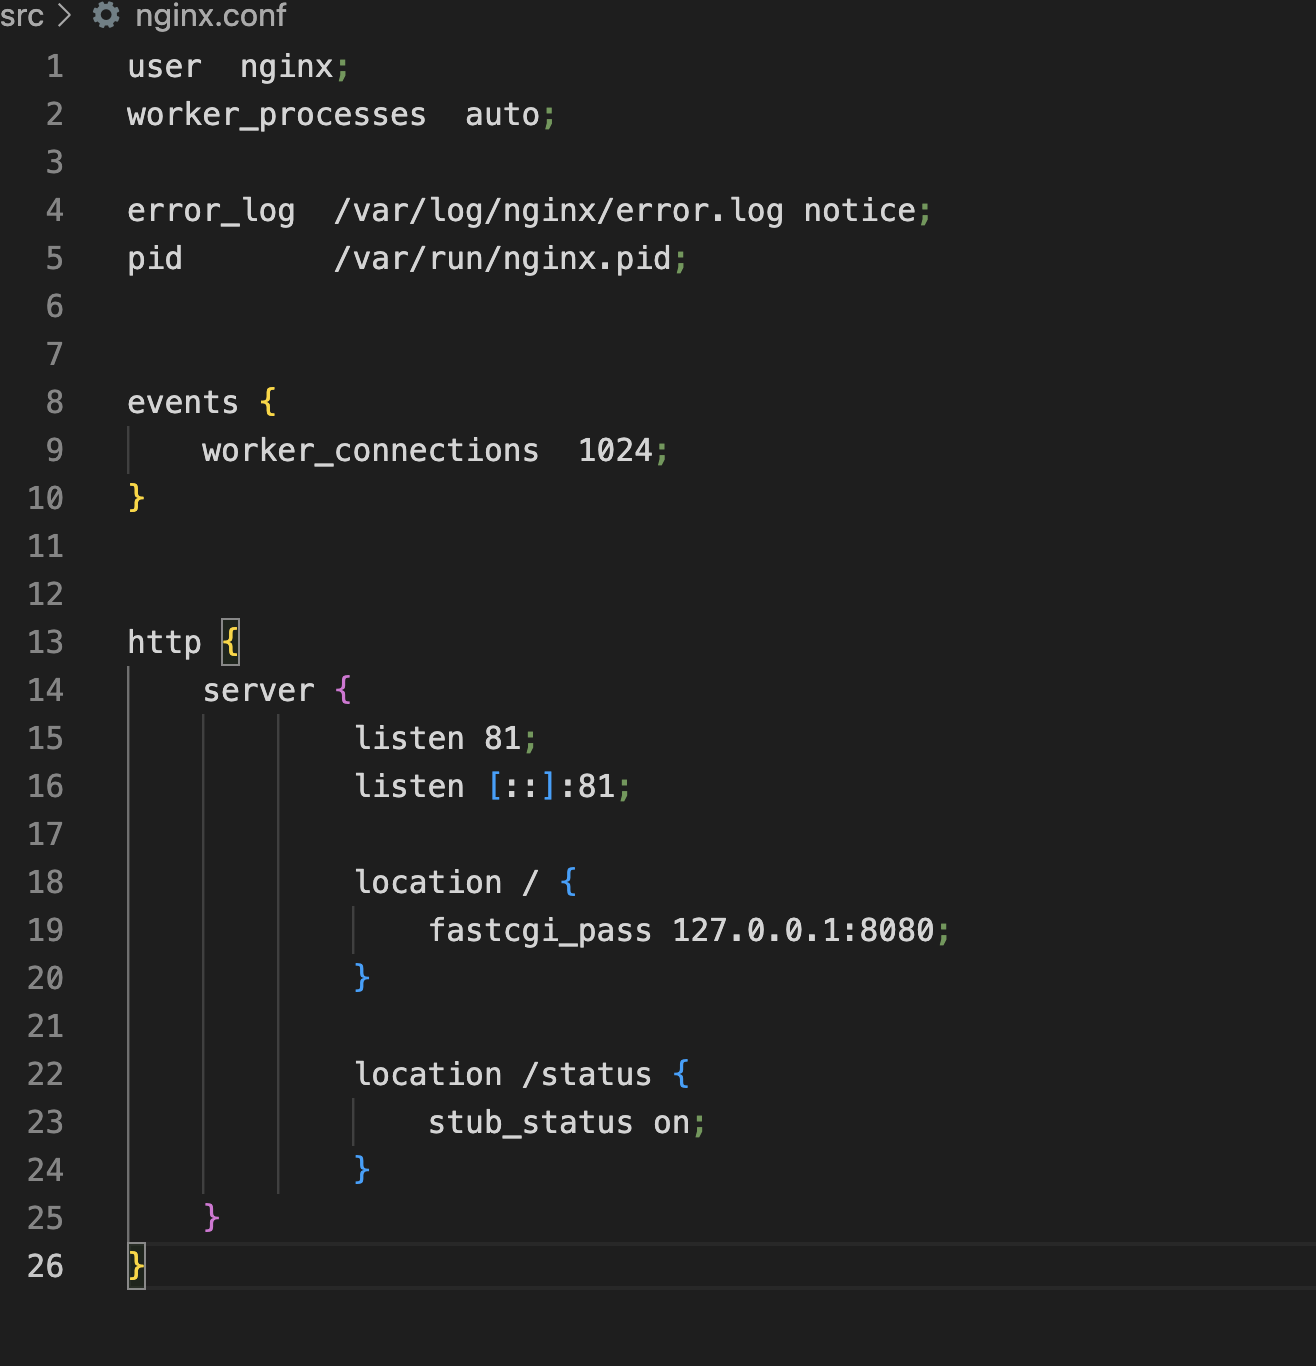 src > nginx.conf
1 user  nginx;
2 worker_processes  auto;
3
4 error_log  /var/log/nginx/error.log notice;
5 pid        /var/run/nginx.pid;
6
7
8 events {
9     worker_connections  1024;
10 }
11
12
13 http {
14     server {
15             listen 81;
16             listen [::]:81;
17
18             location / {
19                 fastcgi_pass 127.0.0.1:8080;
20             }
21
22             location /status {
23                 stub_status on;
24             }
25     }
26 }